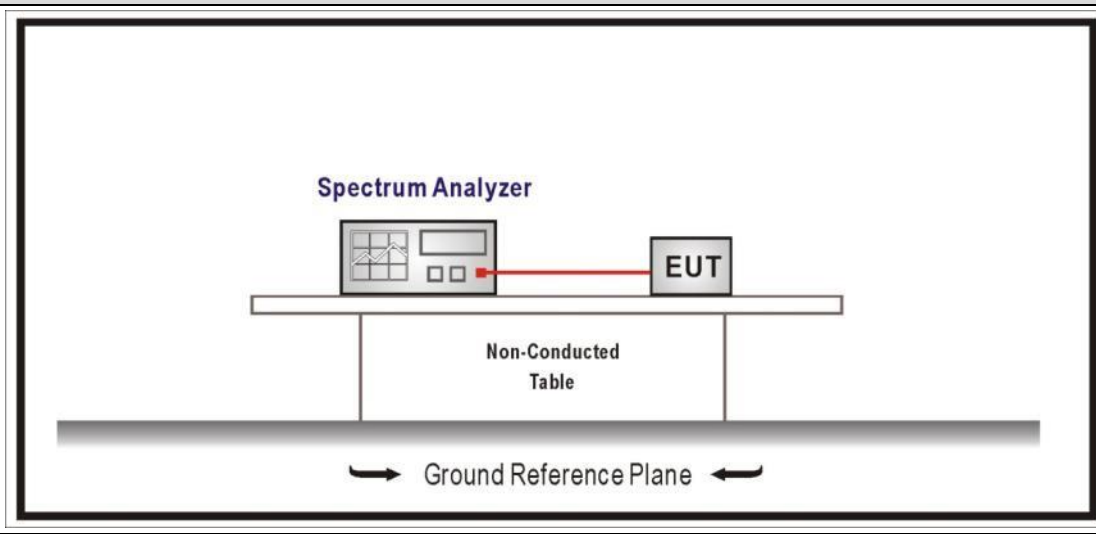 Spectrum Analyzer
EUT
Non-Conducted
Table
Ground Reference Plane